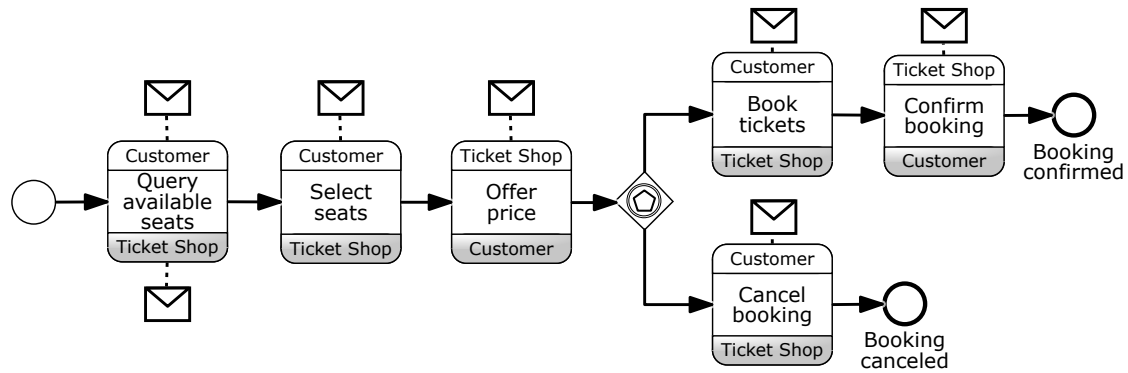 Customer
Query
available
seats
Ticket Shop
Customer
Select
seats
Ticket Shop
Ticket Shop
Offer
price
Customer
Customer
Book
tickets
Ticket Shop
Ticket Shop
Confirm
booking
Customer
Booking
confirmed
Customer
Cancel
booking
Ticket Shop
Booking
canceled